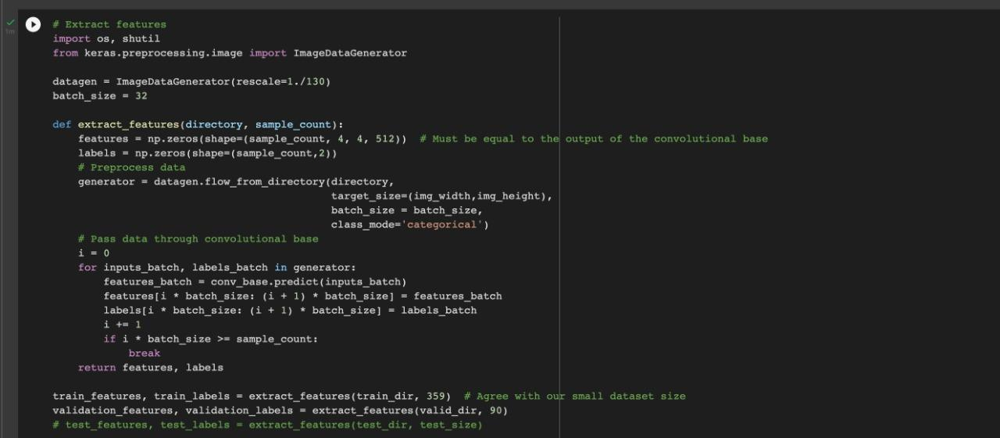 # Extract features
1m
import os, shutil
from keras.preprocessing.image import ImageDataGenerator

datagen = ImageDataGenerator(rescale=1./130)
batch_size = 32

def extract_features(directory, sample_count):
    features = np.zeros(shape=(sample_count, 4, 4, 512))  # Must be equal to the output of the convolutional base
    labels = np.zeros(shape=(sample_count,2))
    # Preprocess data
    generator = datagen.flow_from_directory(directory,
                                            target_size=(img_width,img_height),
                                            batch_size = batch_size,
                                            class_mode='categorical')
    # Pass data through convolutional base
    i = 0
    for inputs_batch, labels_batch in generator:
        features_batch = conv_base.predict(inputs_batch)
        features[i * batch_size: (i + 1) * batch_size] = features_batch
        labels[i * batch_size: (i + 1) * batch_size] = labels_batch
        i += 1
        if i * batch_size >= sample_count:
            break
    return features, labels

train_features, train_labels = extract_features(train_dir, 359)  # Agree with our small dataset size
validation_features, validation_labels = extract_features(valid_dir, 90)
# test_features, test_labels = extract_features(test_dir, test_size)